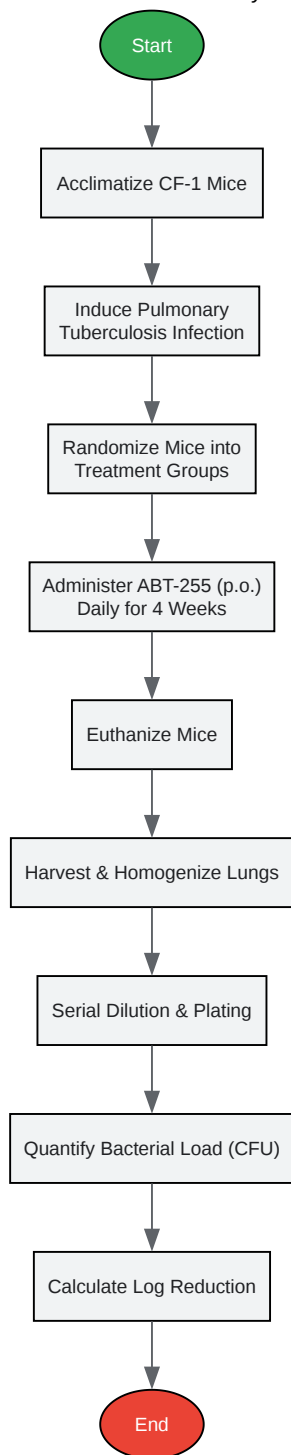 Start
Acclimatize CF-1 Mice
Induce Pulmonary
Tuberculosis Infection
Randomize Mice into
Treatment Groups
Administer ABT-255 (p.o.)
Daily for 4 Weeks
Euthanize Mice
Harvest & Homogenize Lungs
Serial Dilution & Plating
Quantify Bacterial Load (CFU)
Calculate Log Reduction
End